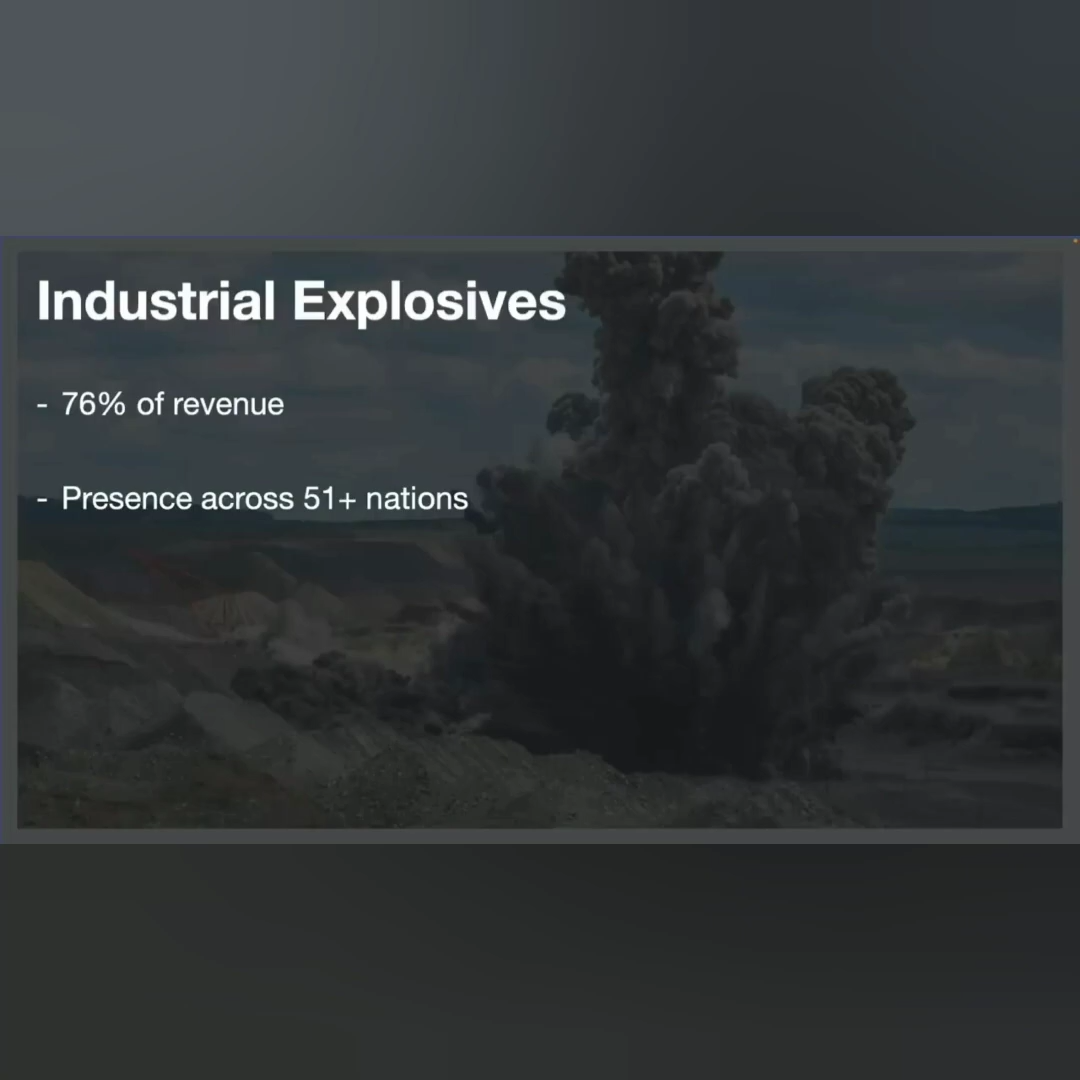 Industrial Explosives
- 76% of revenue
- Presence across 51+ nations